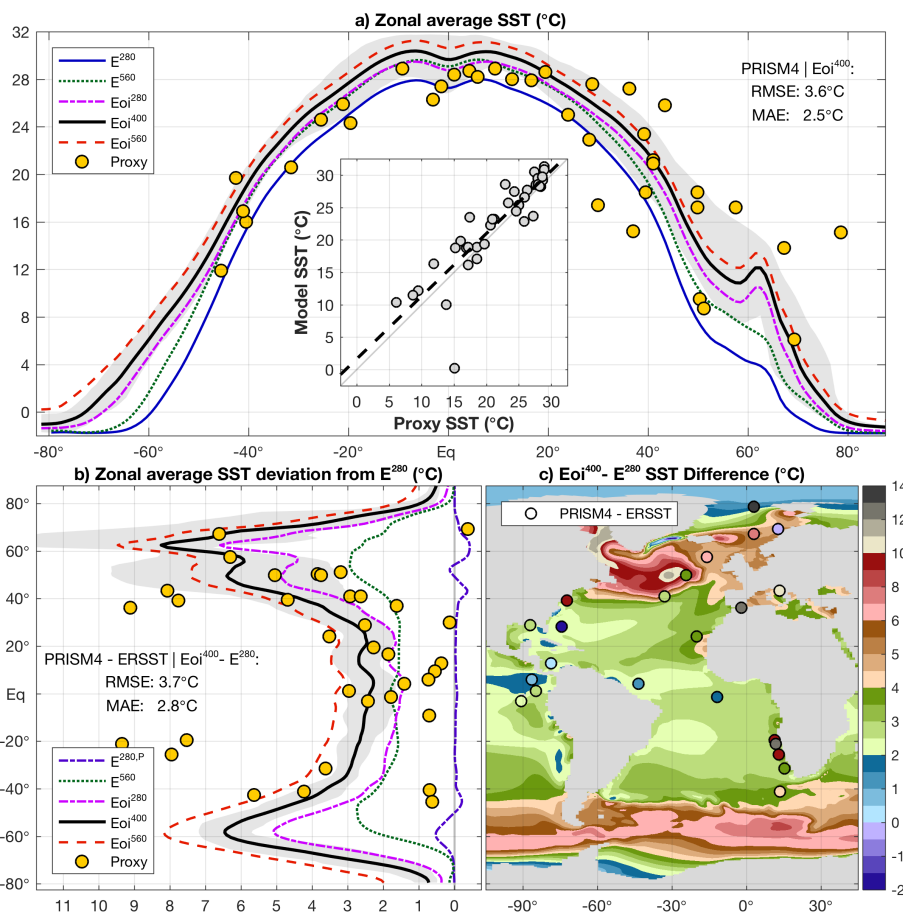 a) Zonal average SST (°C)
32
28
24
20
16
12
8
4
0
E²⁸⁰
E⁵⁶⁰
Eoi²⁸⁰
Eoi⁴⁰⁰
Eoi⁵⁶⁰
Proxy
PRISM4 | Eoi⁴⁰⁰:
RMSE: 3.6°C
MAE: 2.5°C
Model SST (°C)
30
25
20
15
10
5
0
0 5 10 15 20 25 30
Proxy SST (°C)
-80° -60° -40° -20° Eq 20° 40° 60° 80°
b) Zonal average SST deviation from E²⁸⁰ (°C)
80°
60°
40°
20°
Eq
-20°
-40°
-60°
-80°
PRISM4 - ERSST | Eoi⁴⁰⁰- E²⁸⁰:
RMSE: 3.7°C
MAE: 2.8°C
E²⁸⁰,ᴾ
E⁵⁶⁰
Eoi²⁸⁰
Eoi⁴⁰⁰
Eoi⁵⁶⁰
Proxy
11 10 9 8 7 6 5 4 3 2 1 0
c) Eoi⁴⁰⁰- E²⁸⁰ SST Difference (°C)
PRISM4 - ERSST
-90° -60° -30° 0° 30°
14
12
10
9
8
7
6
5
4
3
2
1
0
-1
-2